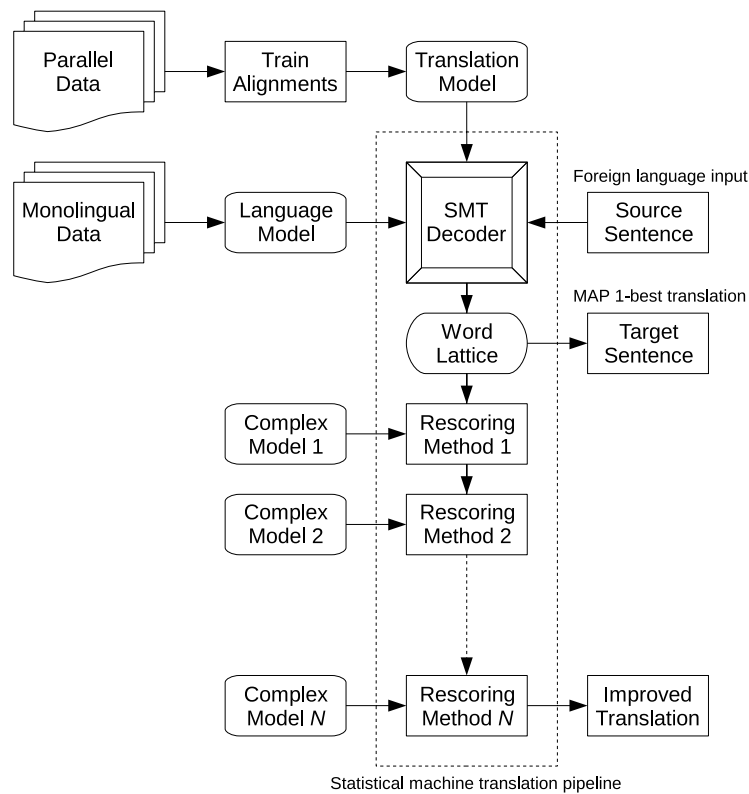 Parallel
Data
Train
Alignments
Translation
Model
Monolingual
Data
Language
Model
SMT
Decoder
Foreign language input
Source
Sentence
MAP 1-best translation
Word
Lattice
Target
Sentence
Complex
Model 1
Rescoring
Method 1
Complex
Model 2
Rescoring
Method 2
Complex
Model N
Rescoring
Method N
Improved
Translation
Statistical machine translation pipeline